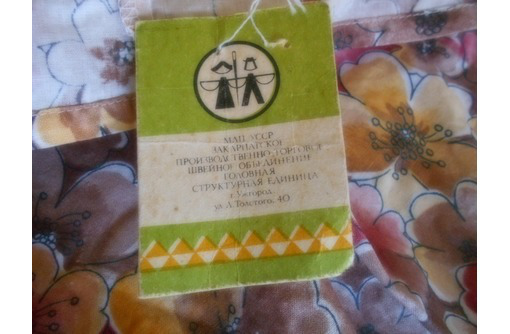 МЛП УССР
ЗАКАРПАТСКОЕ
ПРОИЗВОДСТВЕННО-ТОРГОВОЕ
ШВЕЙНОЕ ОБЪЕДИНЕНИЕ
ГОЛОВНАЯ
СТРУКТУРНАЯ ЕДИНИЦА
г. Ужгород
ул. Л. Толстого, 40